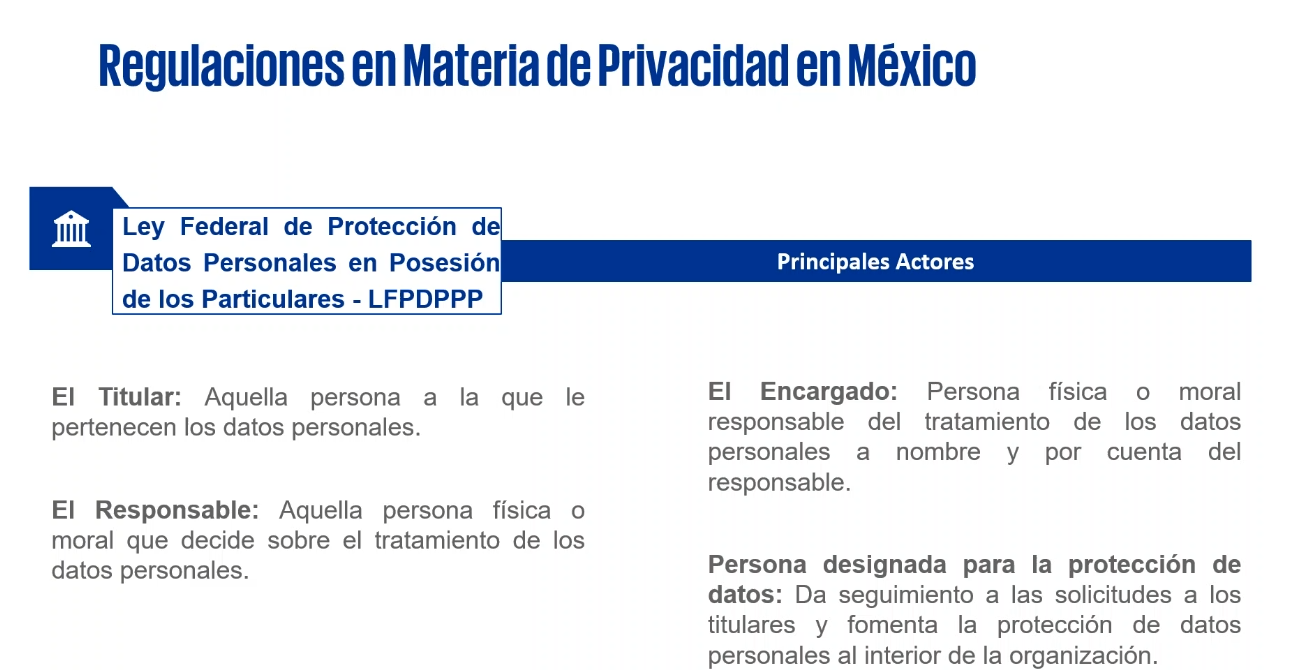 Regulaciones en Materia de Privacidad en México
Ley Federal de Protección de
Datos Personales en Posesión
de los Particulares - LFPDPPP
Principales Actores
El Titular: Aquella persona a la que le
pertenecen los datos personales.
El Responsable: Aquella persona física o
moral que decide sobre el tratamiento de los
datos personales.
El Encargado: Persona física o moral
responsable del tratamiento de los datos
personales a nombre y por cuenta del
responsable.
Persona designada para la protección de
datos: Da seguimiento a las solicitudes a los
titulares y fomenta la protección de datos
personales al interior de la organización.